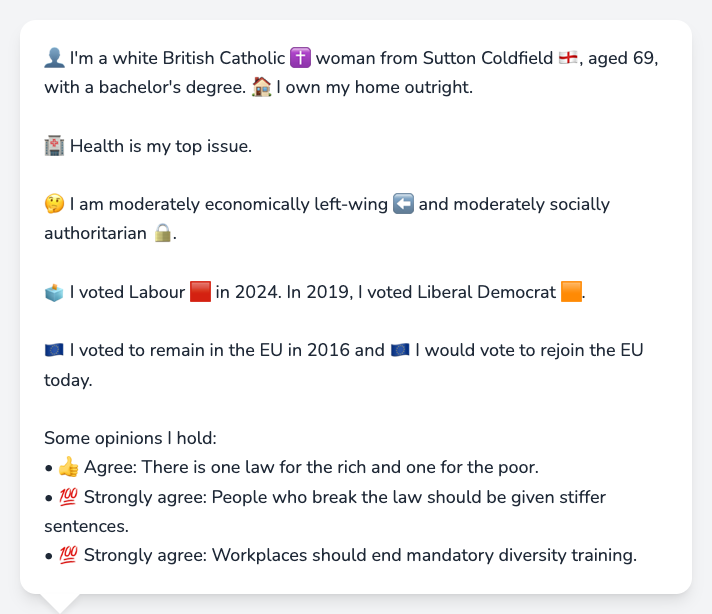 👤 I'm a white British Catholic ✝️ woman from Sutton Coldfield 🏴󠁧󠁢󠁥󠁮󠁧󠁿, aged 69,
with a bachelor's degree. 🏠 I own my home outright.
🏥 Health is my top issue.
🤔 I am moderately economically left-wing ⬅️ and moderately socially
authoritarian 🔒.
🗳️ I voted Labour 🟥 in 2024. In 2019, I voted Liberal Democrat 🟧.
🇪🇺 I voted to remain in the EU in 2016 and 🇪🇺 I would vote to rejoin the EU
today.
Some opinions I hold:
• 👍 Agree: There is one law for the rich and one for the poor.
• 💯 Strongly agree: People who break the law should be given stiffer
sentences.
• 💯 Strongly agree: Workplaces should end mandatory diversity training.